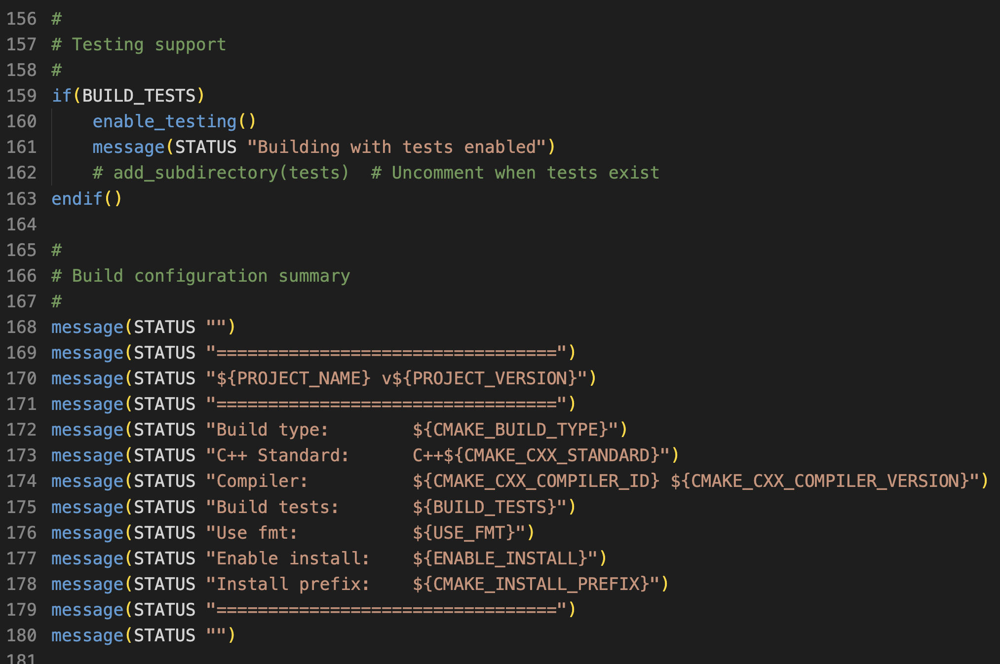 156 #
157 # Testing support
158 #
159 if(BUILD_TESTS)
160     enable_testing()
161     message(STATUS "Building with tests enabled")
162     # add_subdirectory(tests)  # Uncomment when tests exist
163 endif()
164
165 #
166 # Build configuration summary
167 #
168 message(STATUS "")
169 message(STATUS "=================================")
170 message(STATUS "${PROJECT_NAME} v${PROJECT_VERSION}")
171 message(STATUS "=================================")
172 message(STATUS "Build type:        ${CMAKE_BUILD_TYPE}")
173 message(STATUS "C++ Standard:      C++${CMAKE_CXX_STANDARD}")
174 message(STATUS "Compiler:          ${CMAKE_CXX_COMPILER_ID} ${CMAKE_CXX_COMPILER_VERSION}")
175 message(STATUS "Build tests:       ${BUILD_TESTS}")
176 message(STATUS "Use fmt:           ${USE_FMT}")
177 message(STATUS "Enable install:    ${ENABLE_INSTALL}")
178 message(STATUS "Install prefix:    ${CMAKE_INSTALL_PREFIX}")
179 message(STATUS "=================================")
180 message(STATUS "")
181